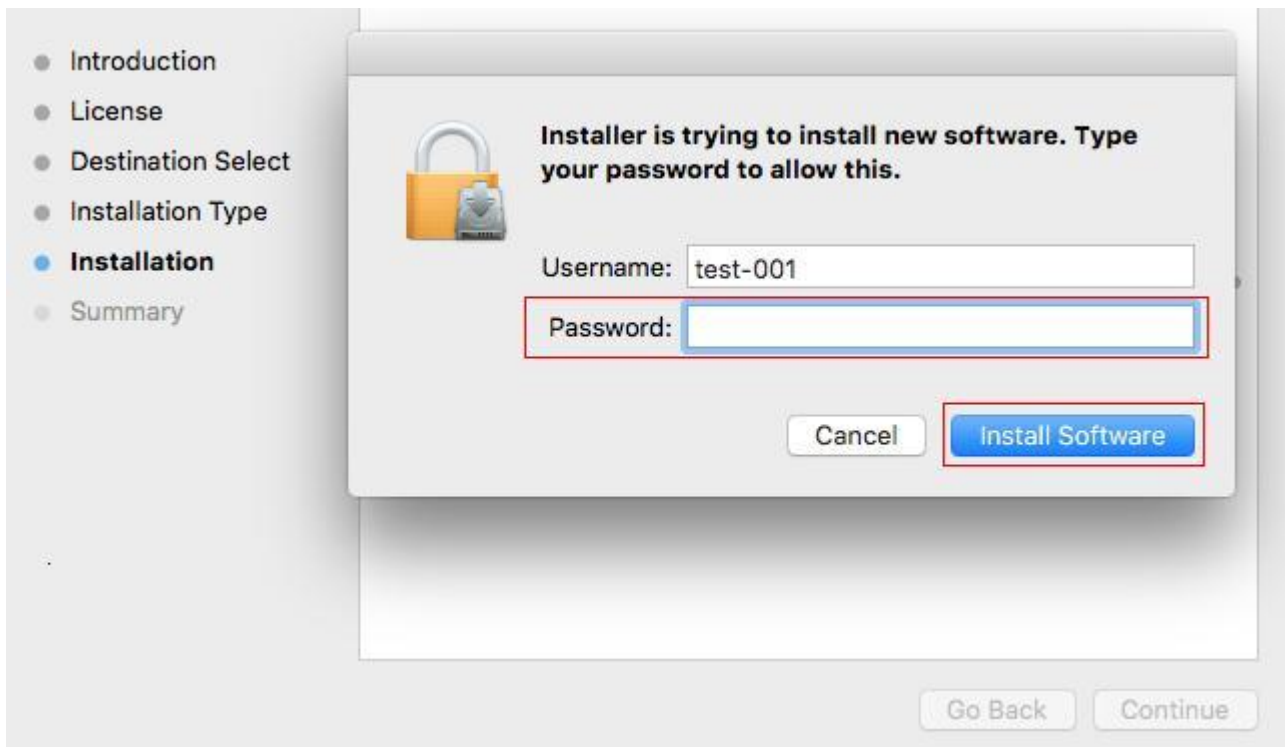 Introduction
License
Destination Select
Installation Type
Installation
Summary
Installer is trying to install new software. Type
your password to allow this.
Username: test-001
Password:
Cancel Install Software
Go Back Continue